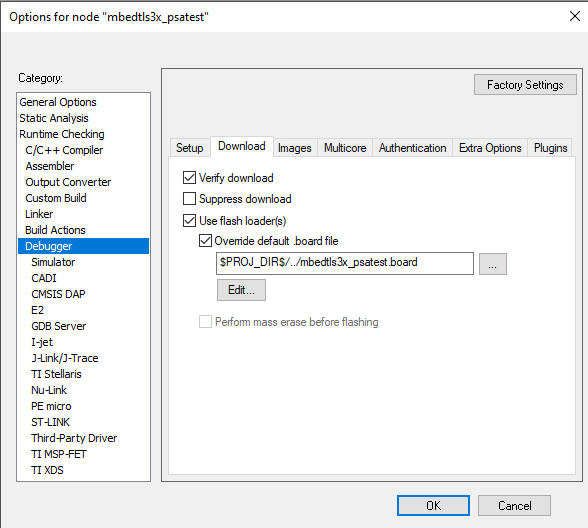 Options for node "mbedtls3x_psatest"
Category:
Factory Settings
General Options
Static Analysis
Runtime Checking
C/C++ Compiler
Assembler
Output Converter
Custom Build
Linker
Build Actions
Debugger
Simulator
CADI
CMSIS DAP
E2
GDB Server
I-jet
J-Link/J-Trace
TI Stellaris
Nu-Link
PE micro
ST-LINK
Third-Party Driver
TI MSP-FET
TI XDS
Setup Download Images Multicore Authentication Extra Options Plugins
Verify download
Suppress download
Use flash loader(s)
Override default .board file
$PROJ_DIR$/../mbedtls3x_psatest.board ...
Edit...
Perform mass erase before flashing
OK Cancel